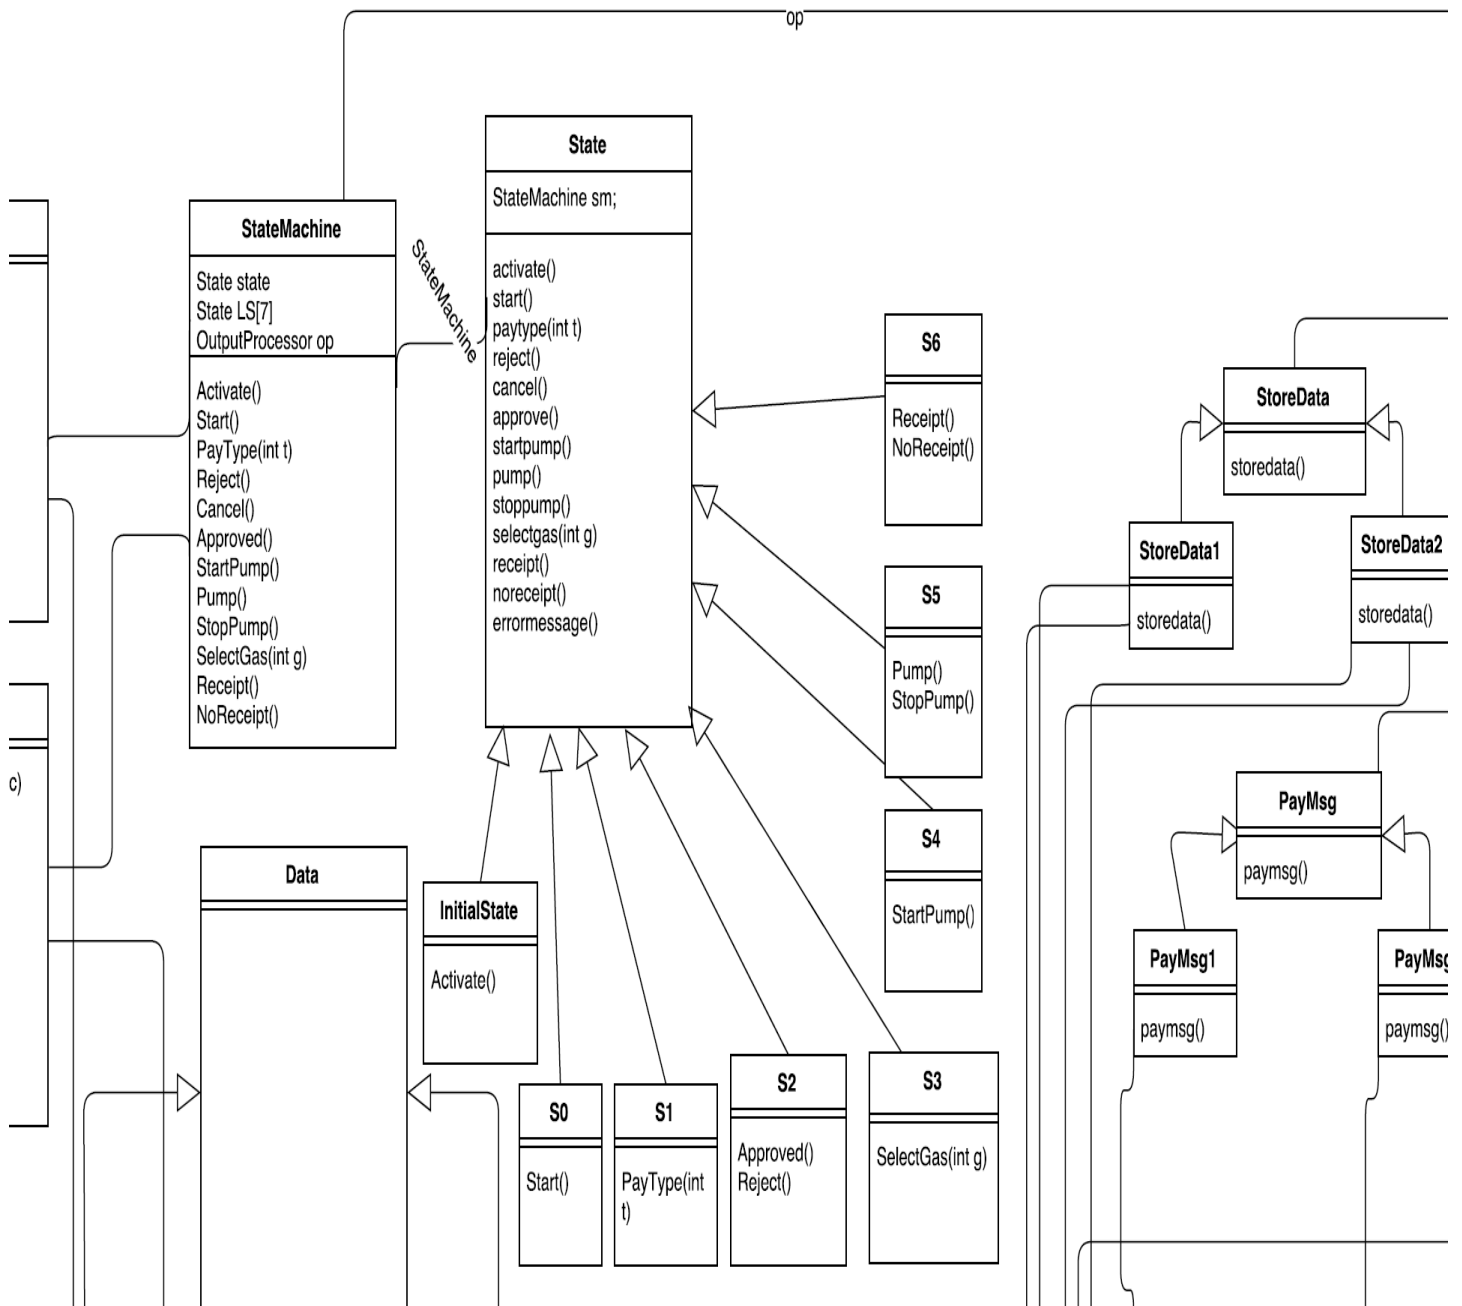 op
State
StateMachine sm;
activate()
start()
paytype(int t)
reject()
cancel()
approve()
startpump()
pump()
stoppump()
selectgas(int g)
receipt()
noreceipt()
errormessage()
StateMachine
State state
State LS[7]
OutputProcessor op
Activate()
Start()
PayType(int t)
Reject()
Cancel()
Approved()
StartPump()
Pump()
StopPump()
SelectGas(int g)
Receipt()
NoReceipt()
StateMachine
S6
Receipt()
NoReceipt()
StoreData
storedata()
StoreData1
storedata()
StoreData2
storedata()
S5
Pump()
StopPump()
c)
PayMsg
paymsg()
S4
StartPump()
Data
InitialState
Activate()
PayMsg1
paymsg()
PayMsg
paymsg()
S0
Start()
S1
PayType(int
t)
S2
Approved()
Reject()
S3
SelectGas(int g)